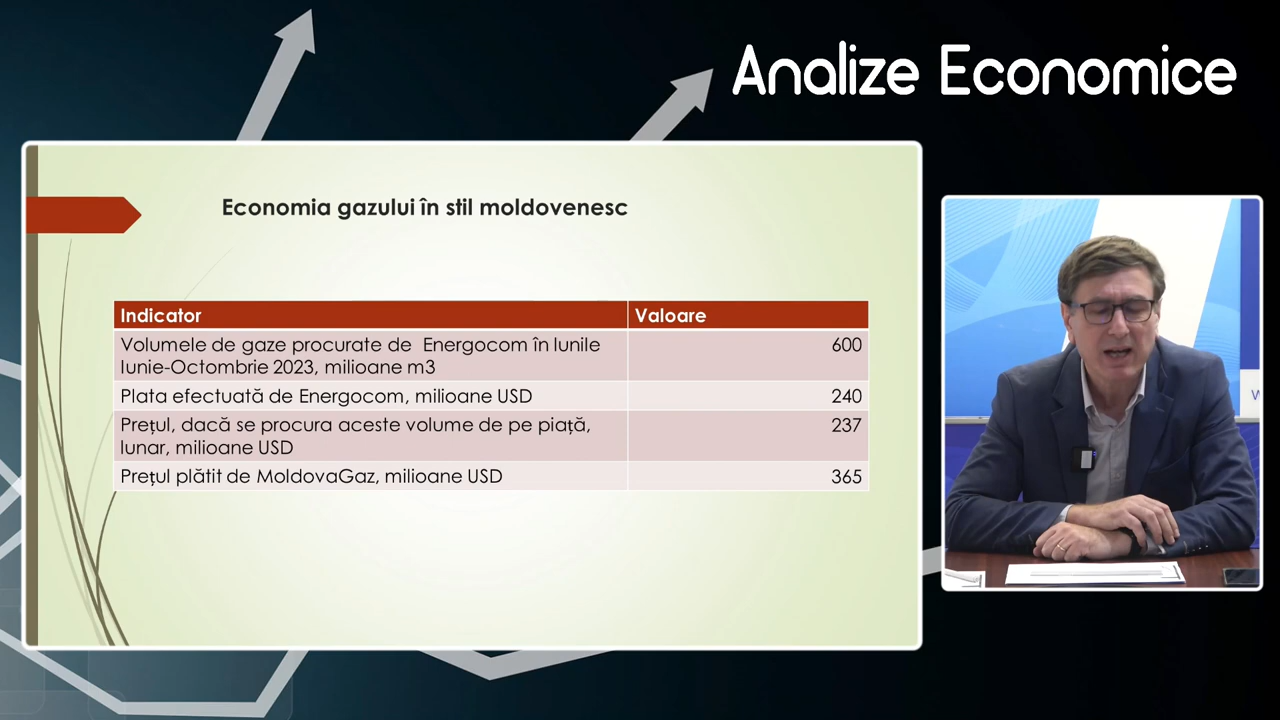 Analize Economice
Economia gazului în stil moldovenesc
Indicator Valoare
Volumele de gaze procurate de Energocom în lunile 600
Iunie-Octombrie 2023, milioane m3
Plata efectuată de Energocom, milioane USD 240
Prețul, dacă se procura aceste volume de pe piață, 237
lunar, milioane USD
Prețul plătit de MoldovaGaz, milioane USD 365
W